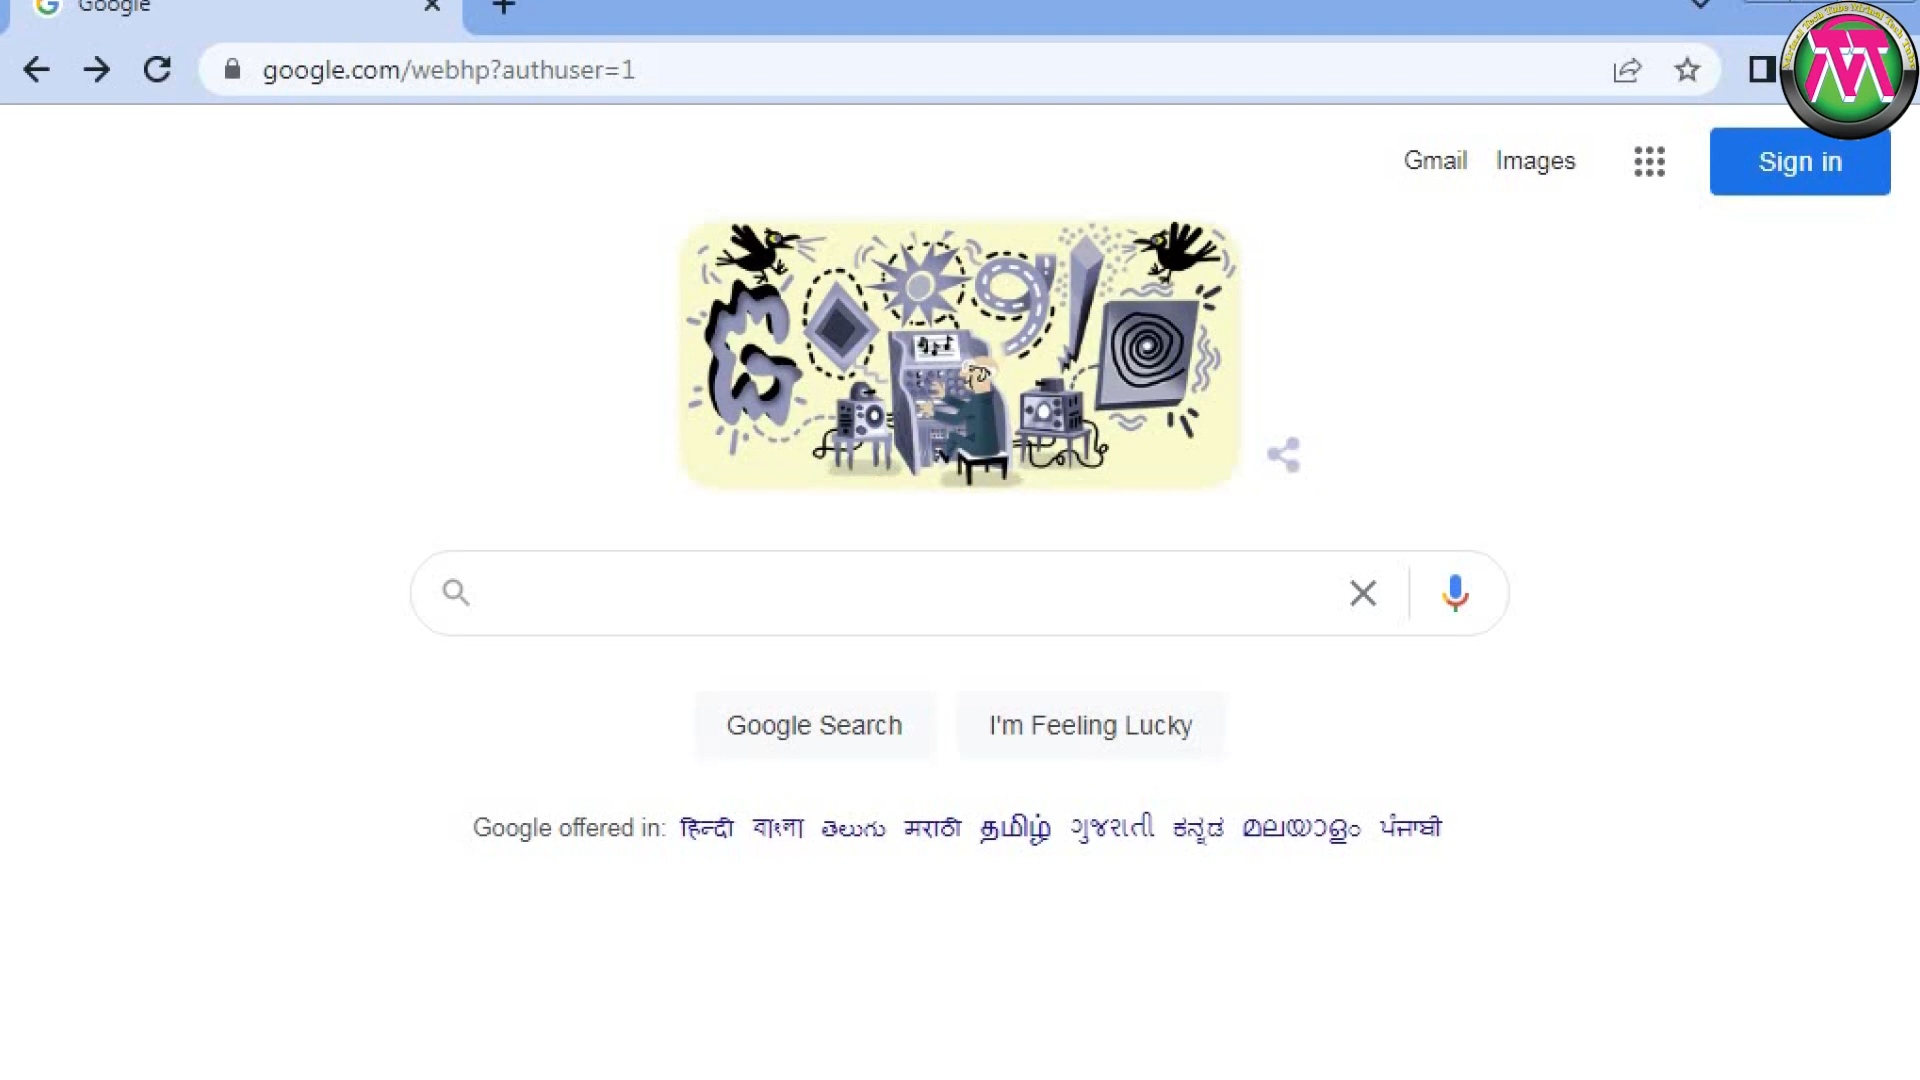 Google
google.com/webhp?authuser=1
Gmail Images
Sign in
Google Search I'm Feeling Lucky
Google offered in: हिन्दी বাংলা తెలుగు मराठी தமிழ் ગુજરાતી ಕನ್ನಡ മലയാളം ਪੰਜਾਬੀ